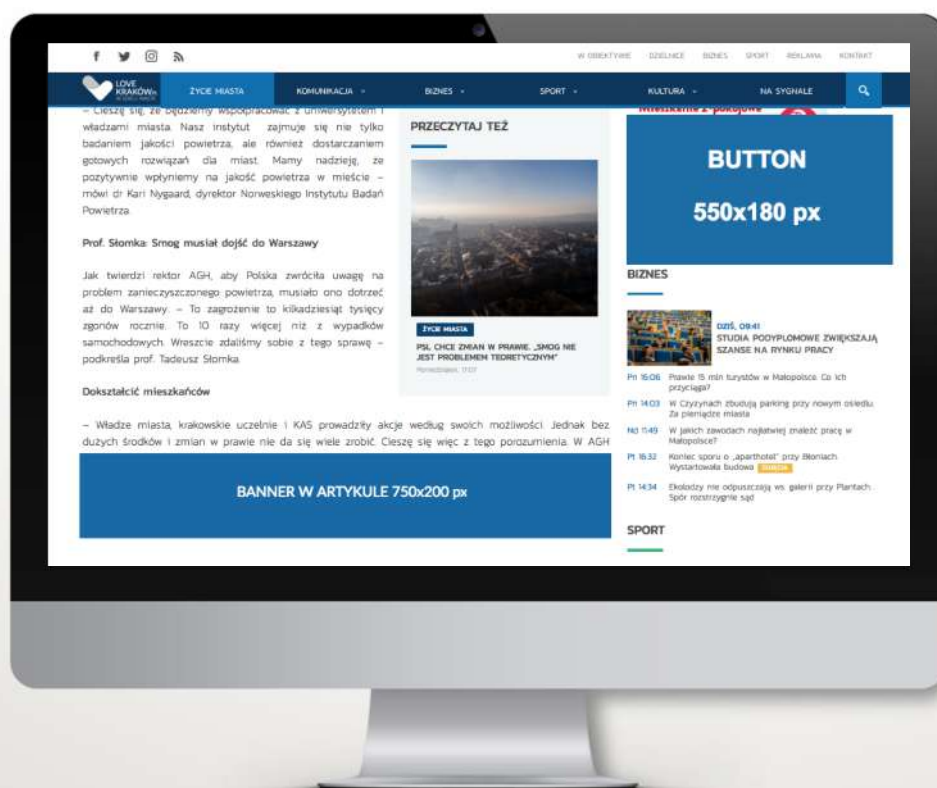 W OBIEKTYWIE DZIELNICE BIZNES SPORT REKLAMA KONTAKT
LOVE
KRAKÓW.PL
ŻYCIE MIASTA KOMUNIKACJA BIZNES SPORT KULTURA NA SYGNALE
– Cieszę się, że będziemy współpracować z uniwersytetem i
władzami miasta. Nasz instytut zajmuje się nie tylko
badaniem jakości powietrza, ale również dostarczaniem
gotowych rozwiązań dla miast. Mamy nadzieję, że
pozytywnie wpłyniemy na jakość powietrza w mieście –
mówi dr Kari Nygaard, dyrektor Norweskiego Instytutu Badań
Powietrza.
Prof. Słomka: Smog musiał dojść do Warszawy
Jak twierdzi rektor AGH, aby Polska zwróciła uwagę na
problem zanieczyszczonego powietrza, musiało ono dotrzeć
aż do Warszawy. – To zagrożenie to kilkadziesiąt tysięcy
zgonów rocznie. To 10 razy więcej niż z wypadków
samochodowych. Wreszcie zdaliśmy sobie z tego sprawę –
podkreśla prof. Tadeusz Słomka.
Dokształcić mieszkańców
– Władze miasta, krakowskie uczelnie i KAS prowadziły akcje według swoich możliwości. Jednak bez
dużych środków i zmian w prawie nie da się wiele zrobić. Cieszę się więc z tego porozumienia. W AGH
BANNER W ARTYKULE 750x200 px
PRZECZYTAJ TEŻ
ŻYCIE MIASTA
PSL CHCE ZMIAN W PRAWIE. „SMOG NIE
JEST PROBLEMEM TEORETYCZNYM”
Poniedziałek, 17:07
Mieszkanie 2-pokojowe
BUTTON
550x180 px
BIZNES
DZIŚ, 09:41
STUDIA PODYPLOMOWE ZWIĘKSZAJĄ
SZANSE NA RYNKU PRACY
Pn 16:06 Prawie 15 mln turystów w Małopolsce. Co ich
przyciąga?
Pn 14:03 W Czyżynach zbudują parking przy nowym osiedlu.
Za pieniądze miasta
Nd 11:49 W jakich zawodach najłatwiej znaleźć pracę w
Małopolsce?
Pt 16:32 Koniec sporu o „aparthotel” przy Błoniach.
Wystartowała budowa ZDJĘCIA
Pt 14:34 Ekolodzy nie odpuszczają ws. galerii przy Plantach.
Spór rozstrzygnie sąd
SPORT